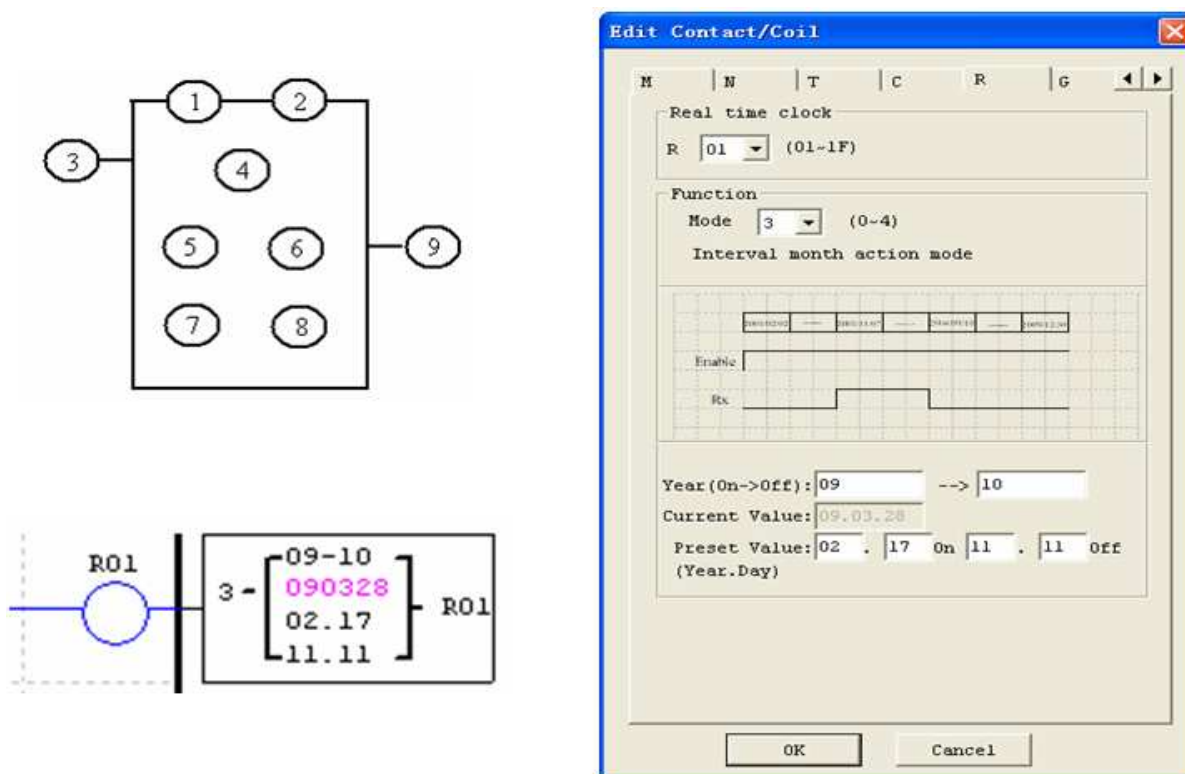 1 2
3
4
5 6
9
7 8
R01
3
09-10
090328
02.17
11.11
R01
Edit Contact/Coil
M N T C R G
Real time clock
R 01 (01~1F)
Function
Mode 3 (0~4)
Interval month action mode
Enable
Rx
Year(On->Off): 09 --> 10
Current Value: 09.03.28
Preset Value: 02 . 17 On 11 . 11 Off
(Year.Day)
OK Cancel